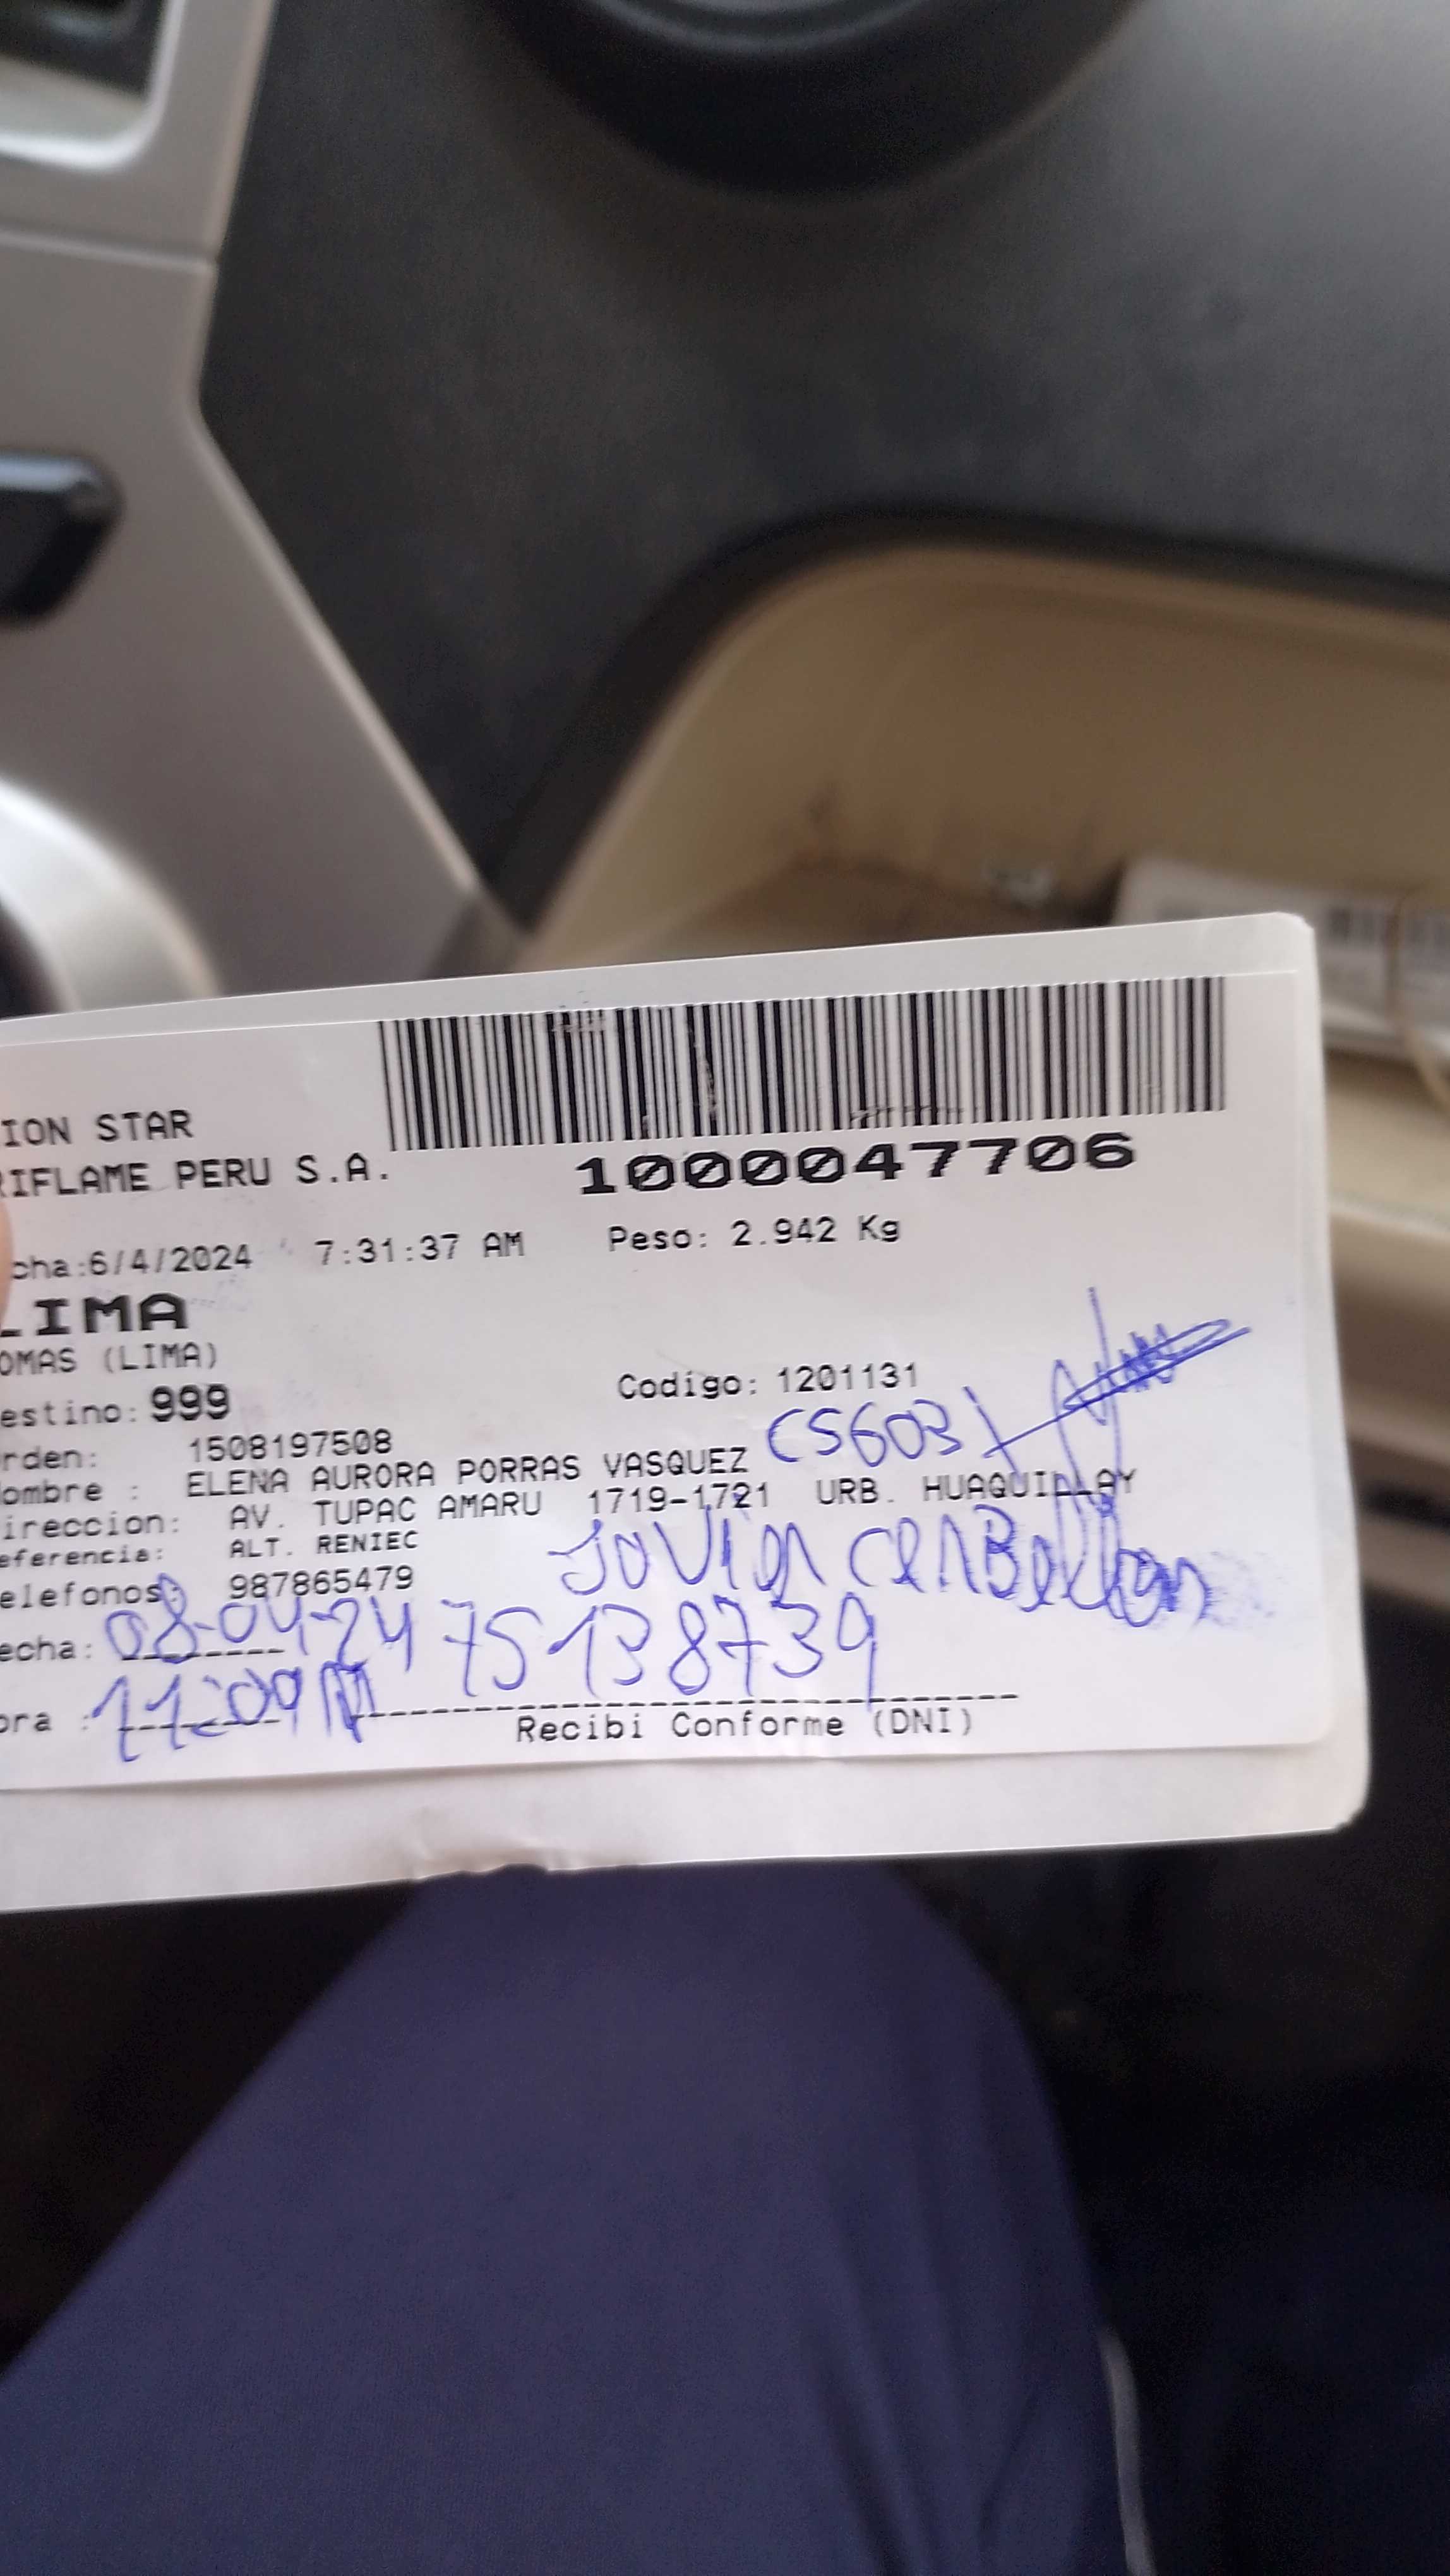 ION STAR
RIFLAME PERU S.A.
1000047706
cha:6/4/2024 7:31:37 AM Peso: 2.942 Kg
LIMA
OMAS (LIMA)
estino: 999 Codigo: 1201131
rden: 1508197508
CS603
ombre : ELENA AURORA PORRAS VASQUEZ
ireccion: AV. TUPAC AMARU 1719-1721 URB. HUAQUILLAY
eferencia: ALT. RENIEC
elefonos: 987865479
echa: 08-04-24 75138739
ora : 11:09
Recibi Conforme (DNI)